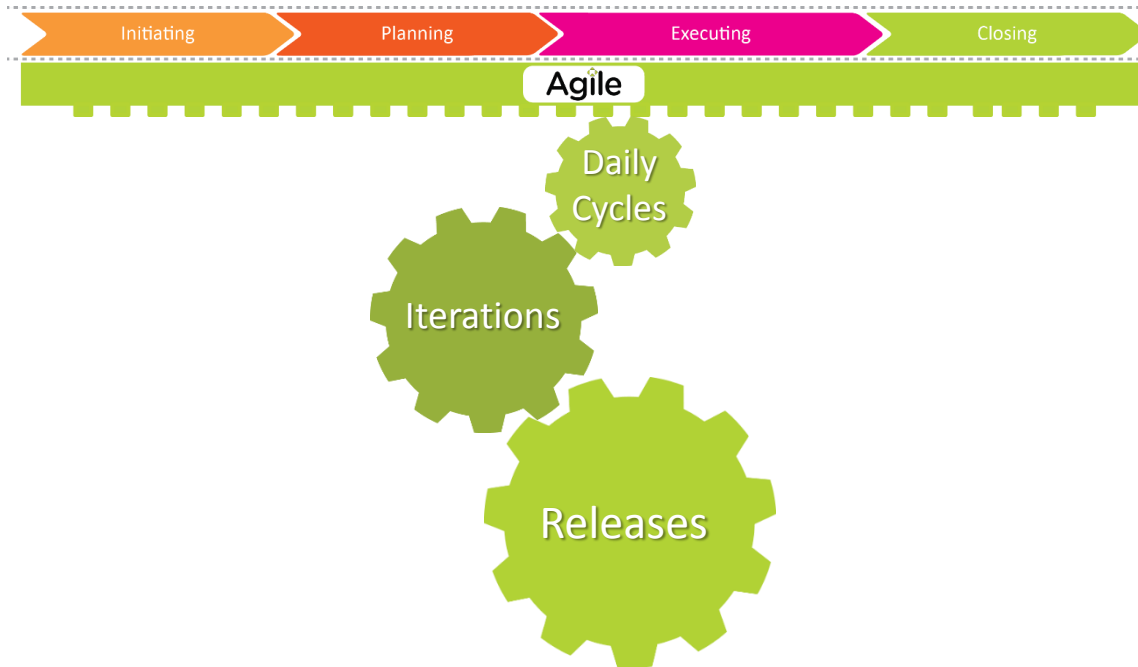 Initiating
Planning
Executing
Closing
Agile
Daily
Cycles
Iterations
Releases